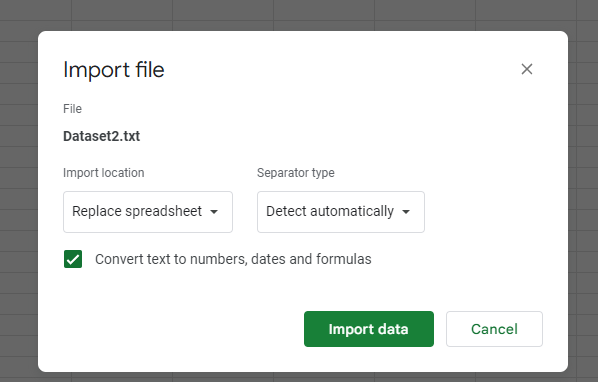 Import file
File
Dataset2.txt
Import location
Separator type
Replace spreadsheet
Detect automatically
Convert text to numbers, dates and formulas
Import data
Cancel